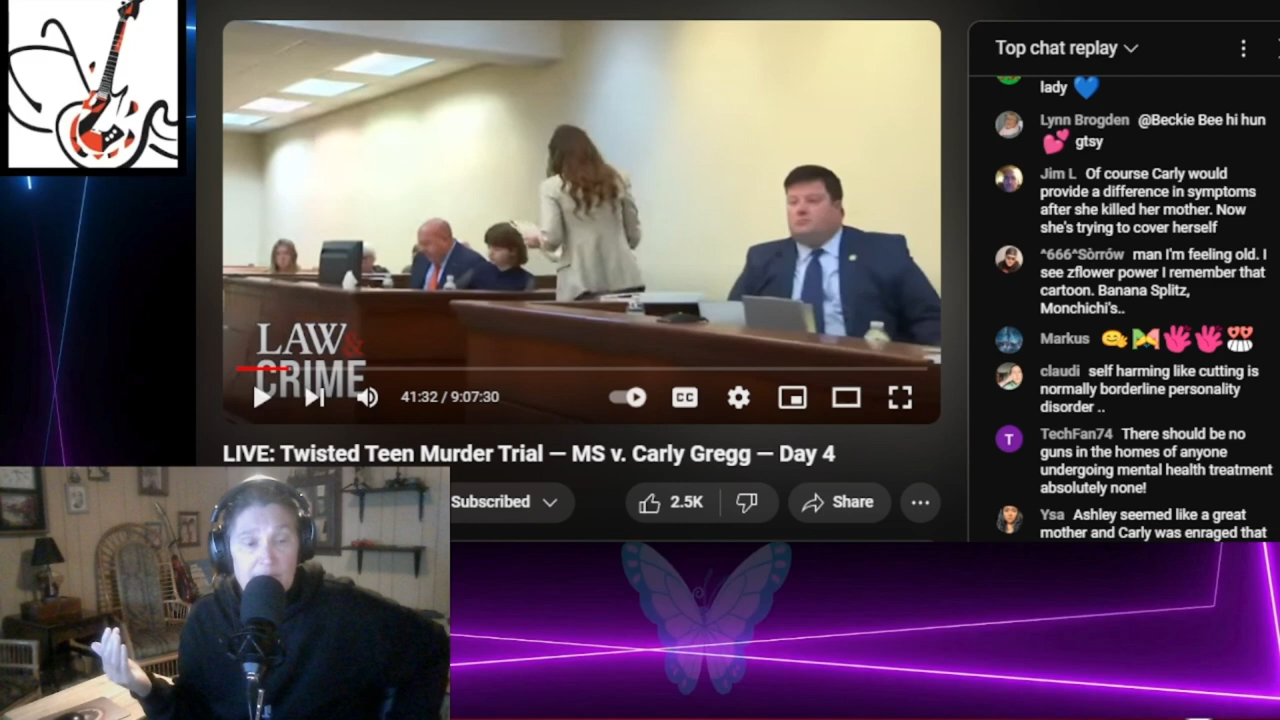 LAW&
CRIME
41:32 / 9:07:30
CC
LIVE: Twisted Teen Murder Trial — MS v. Carly Gregg — Day 4
Subscribed
2.5K
Share
Top chat replay
lady 💙
Lynn Brogden @Beckie Bee hi hun
💕 gtsy
Jim L Of course Carly would
provide a difference in symptoms
after she killed her mother. Now
she's trying to cover herself
^666^Sòrrów man I'm feeling old. I
see zflower power I remember that
cartoon. Banana Splitz,
Monchichi's..
Markus
claudi self harming like cutting is
normally borderline personality
disorder ..
T
TechFan74 There should be no
guns in the homes of anyone
undergoing mental health treatment
absolutely none!
Ysa Ashley seemed like a great
mother and Carly was enraged that